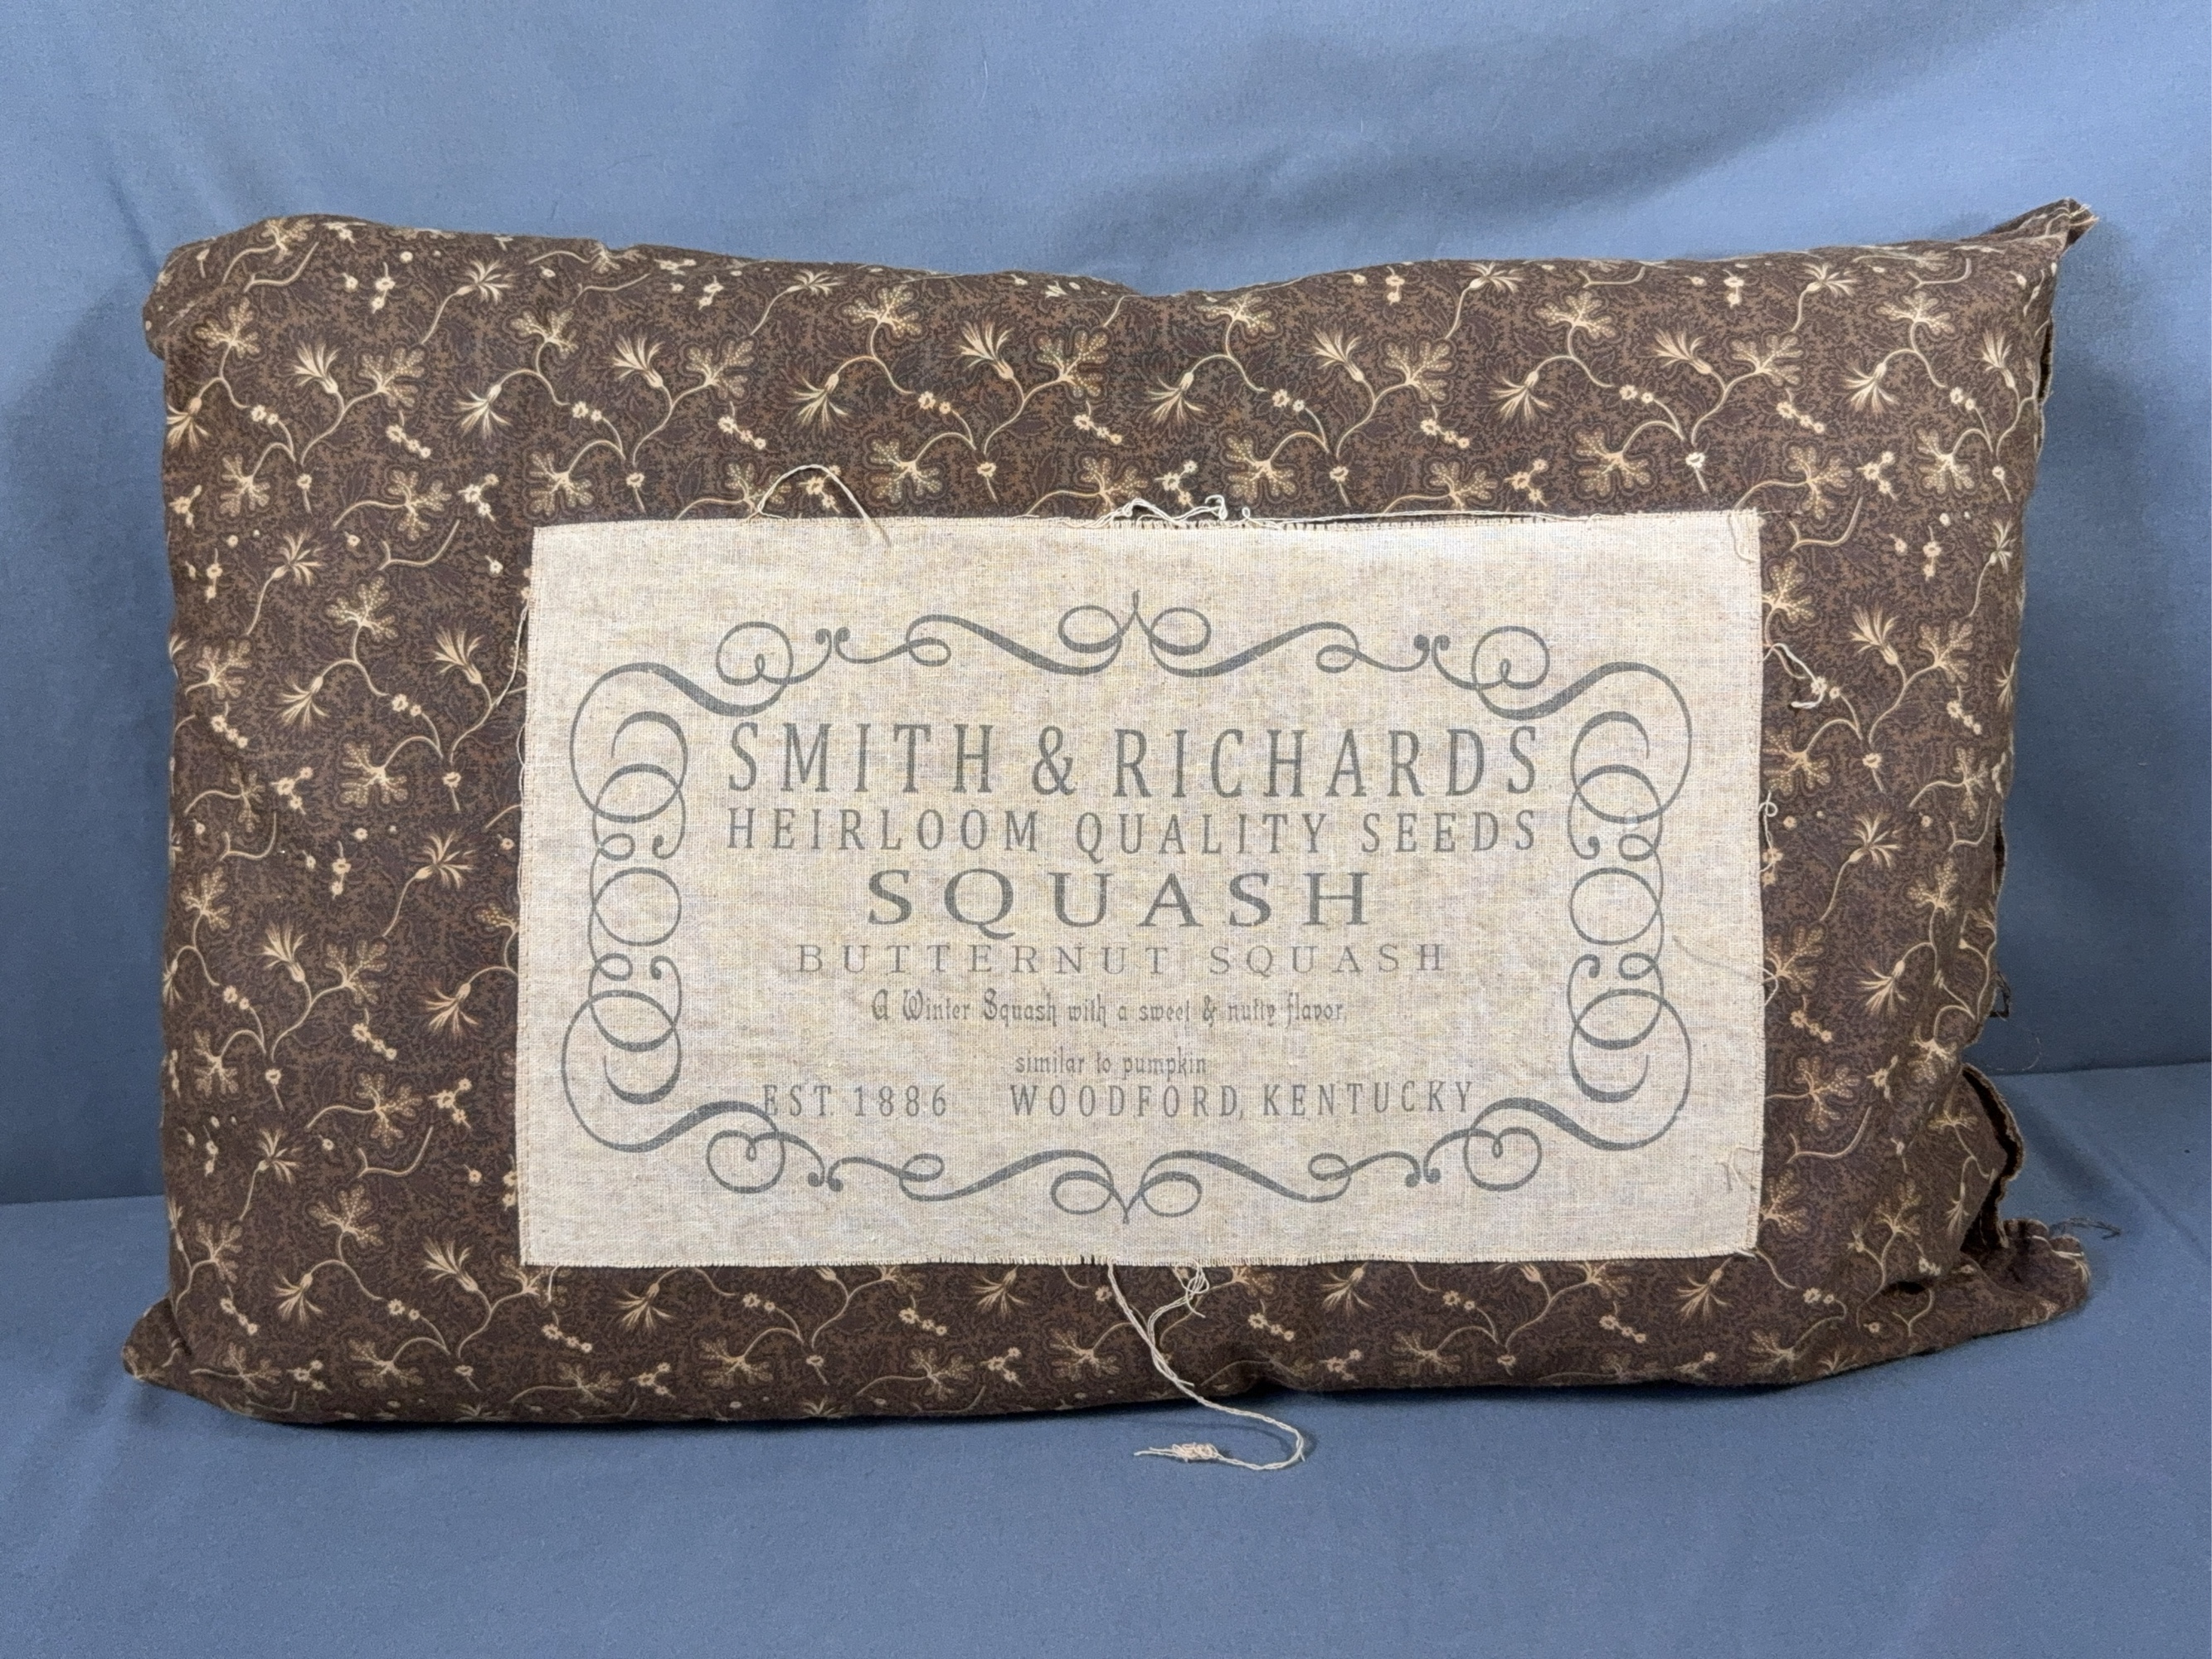 SMITH & RICHARDS
HEIRLOOM QUALITY SEEDS
SQUASH
BUTTERNUT SQUASH
A Winter Squash with a sweet & nutty flavor,
similar to pumpkin
EST. 1886 WOODFORD, KENTUCKY